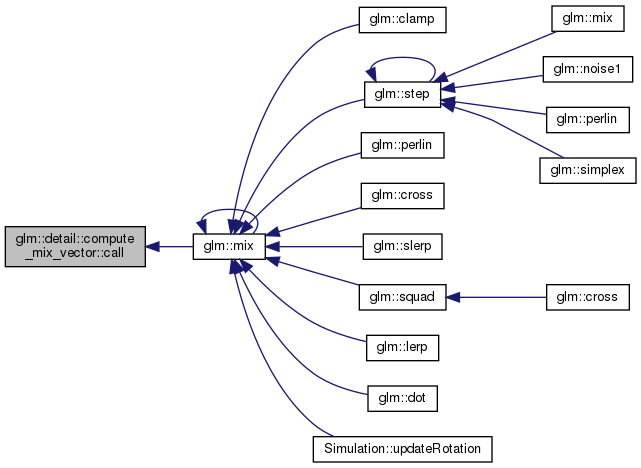 glm::clamp
glm::mix
glm::step
glm::noise1
glm::perlin
glm::perlin
glm::simplex
glm::cross
glm::detail::compute
_mix_vector::call
glm::mix
glm::slerp
glm::squad
glm::cross
glm::lerp
glm::dot
Simulation::updateRotation